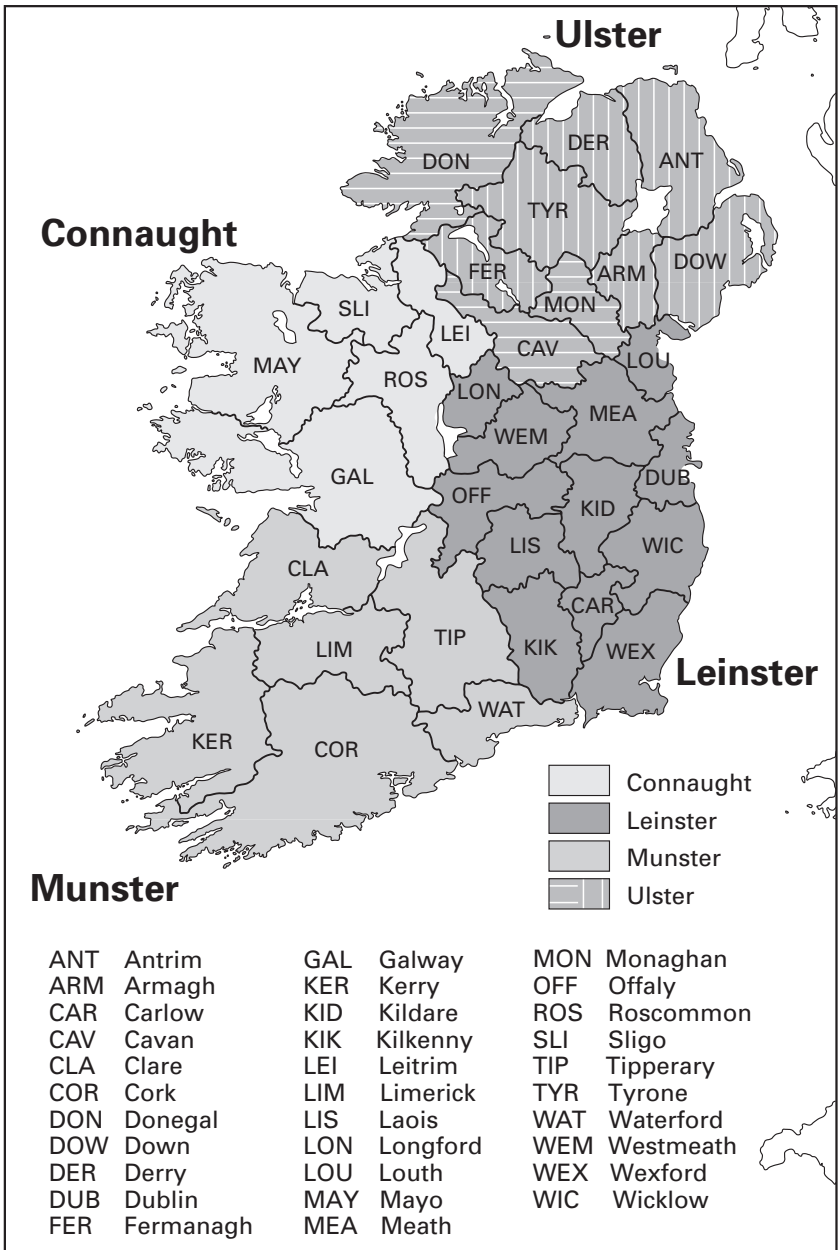 Ulster
DON
DER
ANT
TYR
Connaught
FER
ARM
DOW
MON
SLI
LEI
CAV
LOU
MAY
ROS
LON
MEA
WEM
GAL
OFF
DUB
KID
LIS
WIC
CLA
CAR
TIP
LIM
KIK
WEX
Leinster
WAT
KER
COR
Connaught
Leinster
Munster
Ulster
Munster
ANT Antrim
ARM Armagh
CAR Carlow
CAV Cavan
CLA Clare
COR Cork
DON Donegal
DOW Down
DER Derry
DUB Dublin
FER Fermanagh
GAL Galway
KER Kerry
KID Kildare
KIK Kilkenny
LEI Leitrim
LIM Limerick
LIS Laois
LON Longford
LOU Louth
MAY Mayo
MEA Meath
MON Monaghan
OFF Offaly
ROS Roscommon
SLI Sligo
TIP Tipperary
TYR Tyrone
WAT Waterford
WEM Westmeath
WEX Wexford
WIC Wicklow